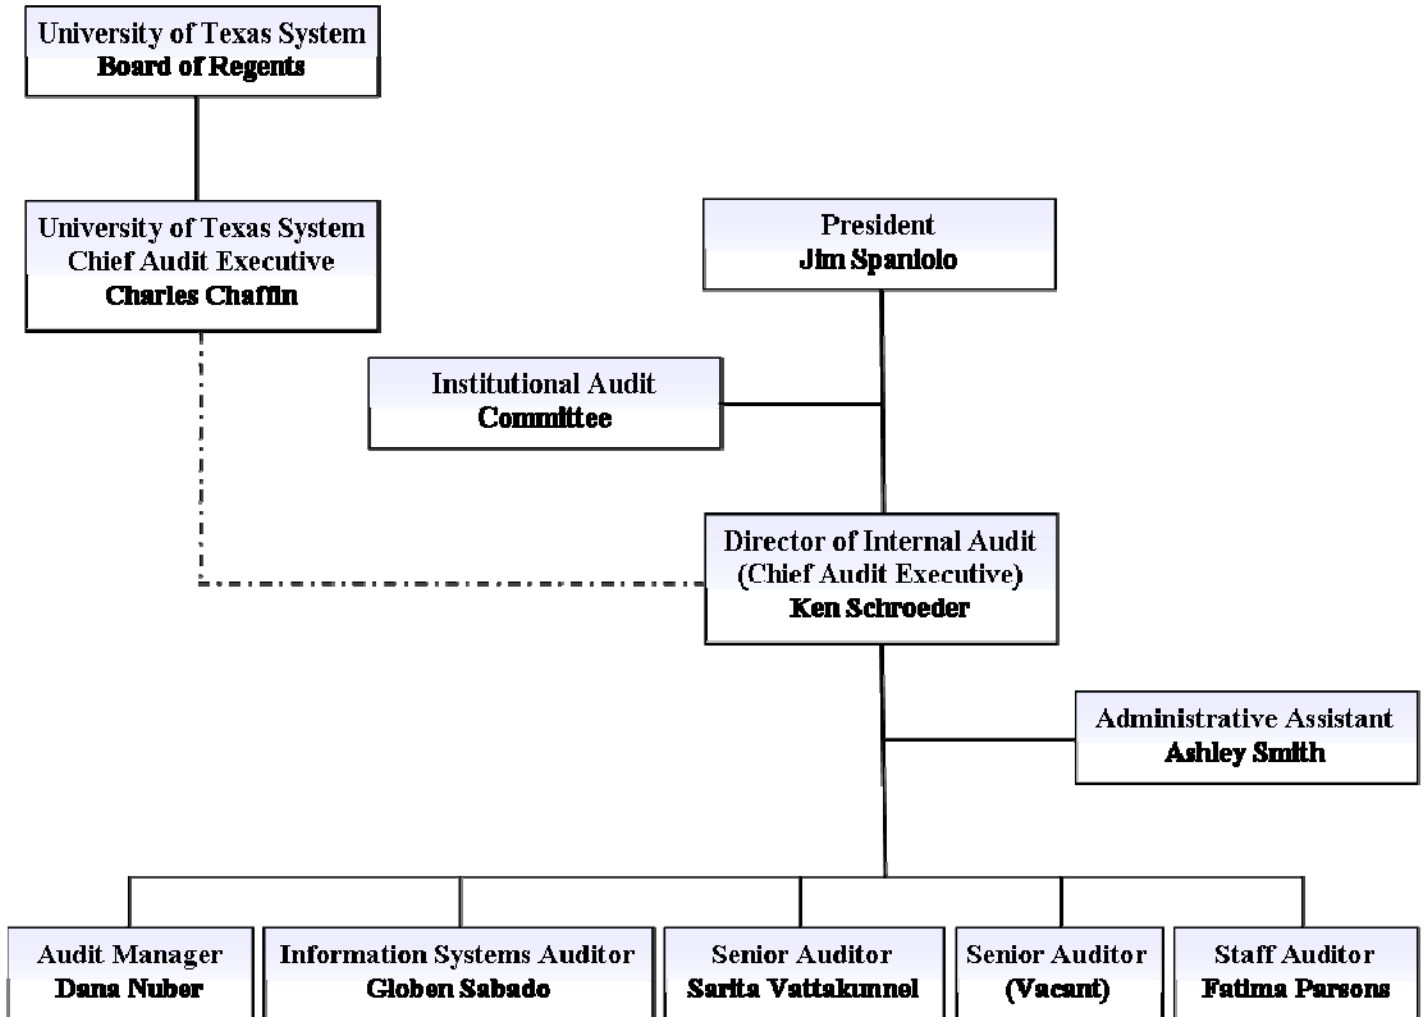 University of Texas System
Board of Regents
University of Texas System
Chief Audit Executive
Charles Chaffin
President
Jim Spaniolo
Institutional Audit
Committee
Director of Internal Audit
(Chief Audit Executive)
Ken Schroeder
Administrative Assistant
Ashley Smith
Audit Manager
Dana Nuber
Information Systems Auditor
Globen Sabado
Senior Auditor
Sarita Vattakunnel
Senior Auditor
(Vacant)
Staff Auditor
Fatima Parsons